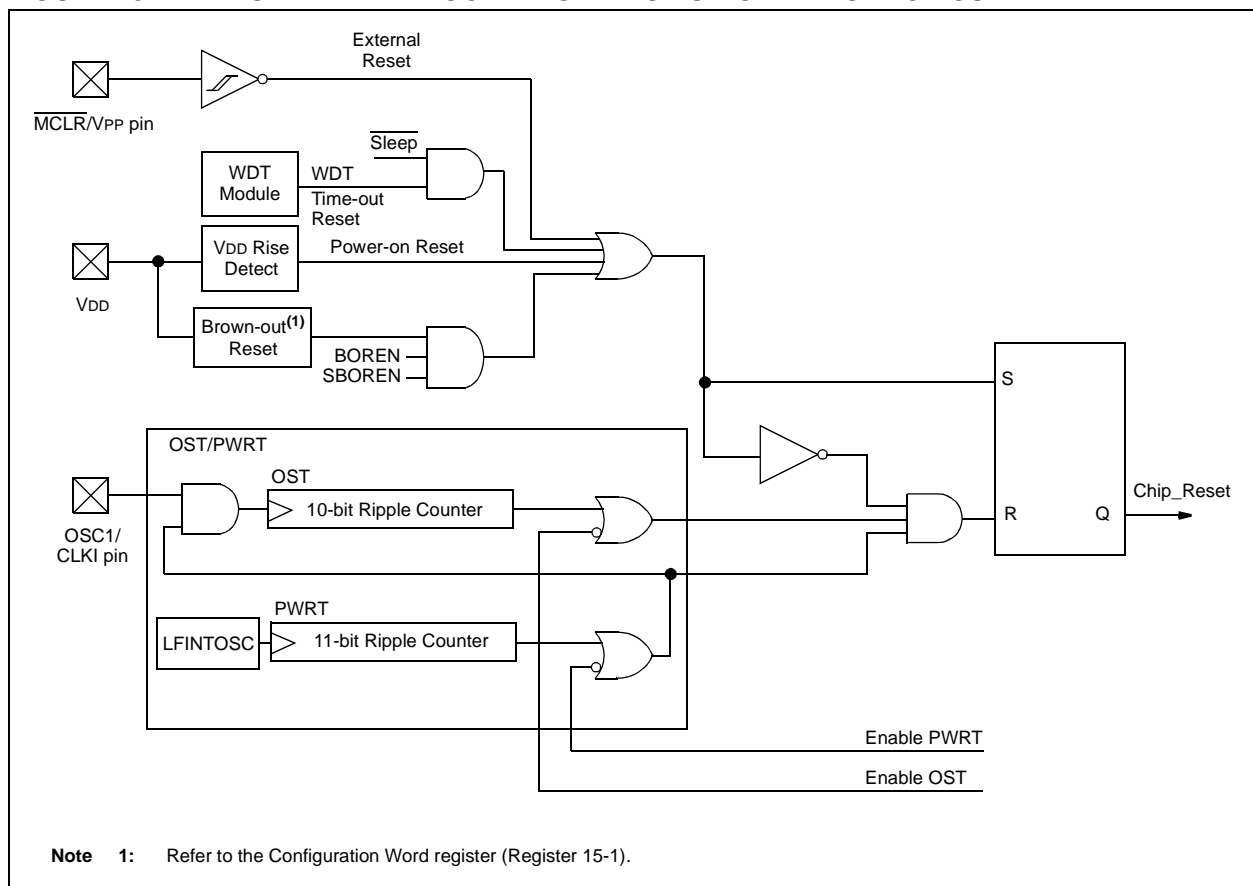 External
Reset
MCLR/VPP pin
Sleep
WDT
Module
WDT
Time-out
Reset
VDD Rise
Detect
Power-on Reset
VDD
Brown-out(1)
Reset
BOREN
SBOREN
S
OST/PWRT
OST
10-bit Ripple Counter
OSC1/
CLKI pin
Chip_Reset
R
Q
PWRT
LFINTOSC
11-bit Ripple Counter
Enable PWRT
Enable OST
Note 1: Refer to the Configuration Word register (Register 15-1).